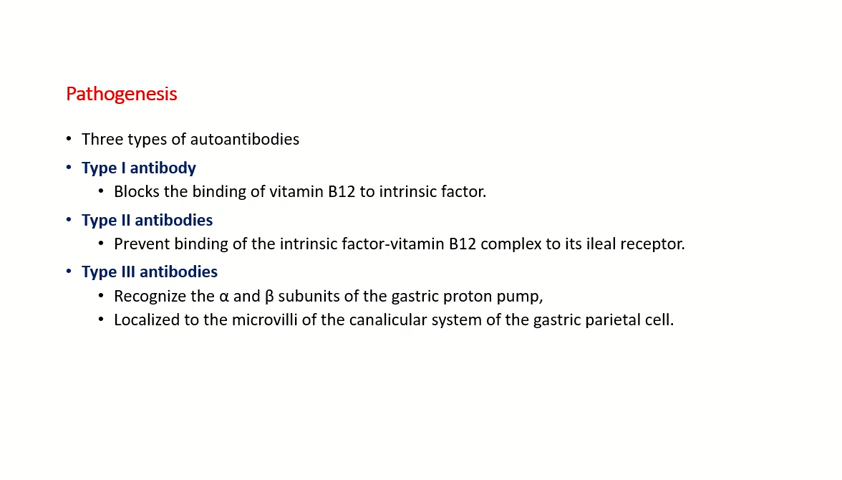 Pathogenesis
• Three types of autoantibodies
• Type I antibody
• Blocks the binding of vitamin B12 to intrinsic factor.
• Type II antibodies
• Prevent binding of the intrinsic factor-vitamin B12 complex to its ileal receptor.
• Type III antibodies
• Recognize the α and β subunits of the gastric proton pump,
• Localized to the microvilli of the canalicular system of the gastric parietal cell.